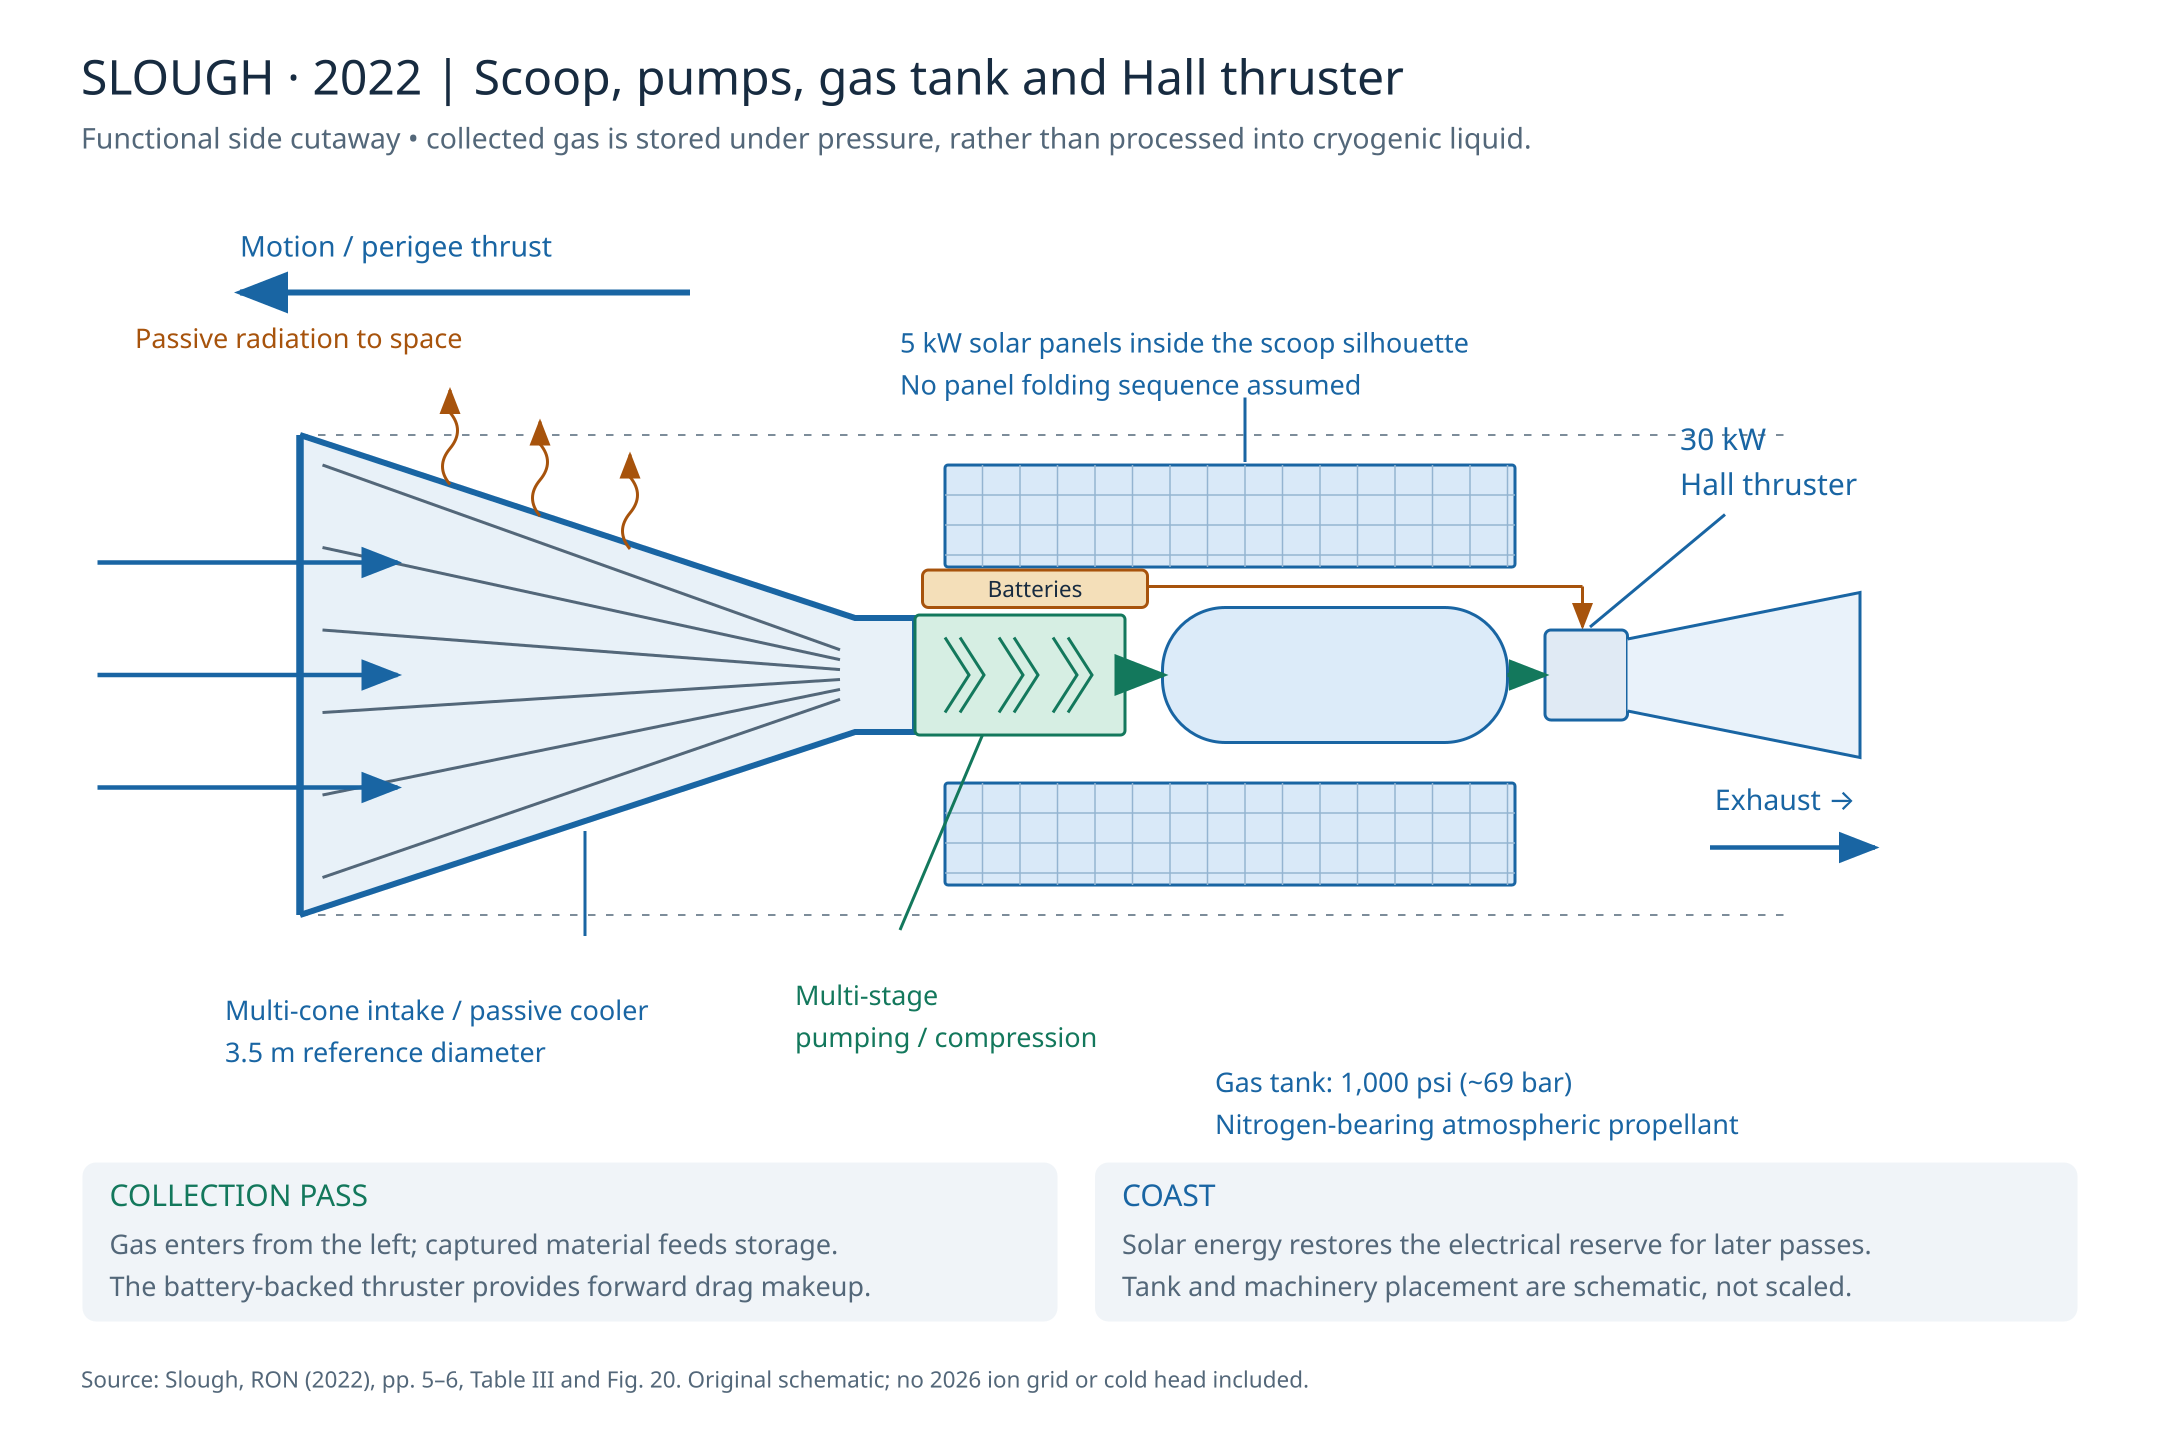 SLOUGH · 2022 | Scoop, pumps, gas tank and Hall thruster
Functional side cutaway • collected gas is stored under pressure, rather than processed into cryogenic liquid.
Motion / perigee thrust
Passive radiation to space
5 kW solar panels inside the scoop silhouette
No panel folding sequence assumed
30 kW
Hall thruster
Batteries
Exhaust →
Multi-cone intake / passive cooler
3.5 m reference diameter
Multi-stage
pumping / compression
Gas tank: 1,000 psi (~69 bar)
Nitrogen-bearing atmospheric propellant
COLLECTION PASS
Gas enters from the left; captured material feeds storage.
The battery-backed thruster provides forward drag makeup.
COAST
Solar energy restores the electrical reserve for later passes.
Tank and machinery placement are schematic, not scaled.
Source: Slough, RON (2022), pp. 5–6, Table III and Fig. 20. Original schematic; no 2026 ion grid or cold head included.